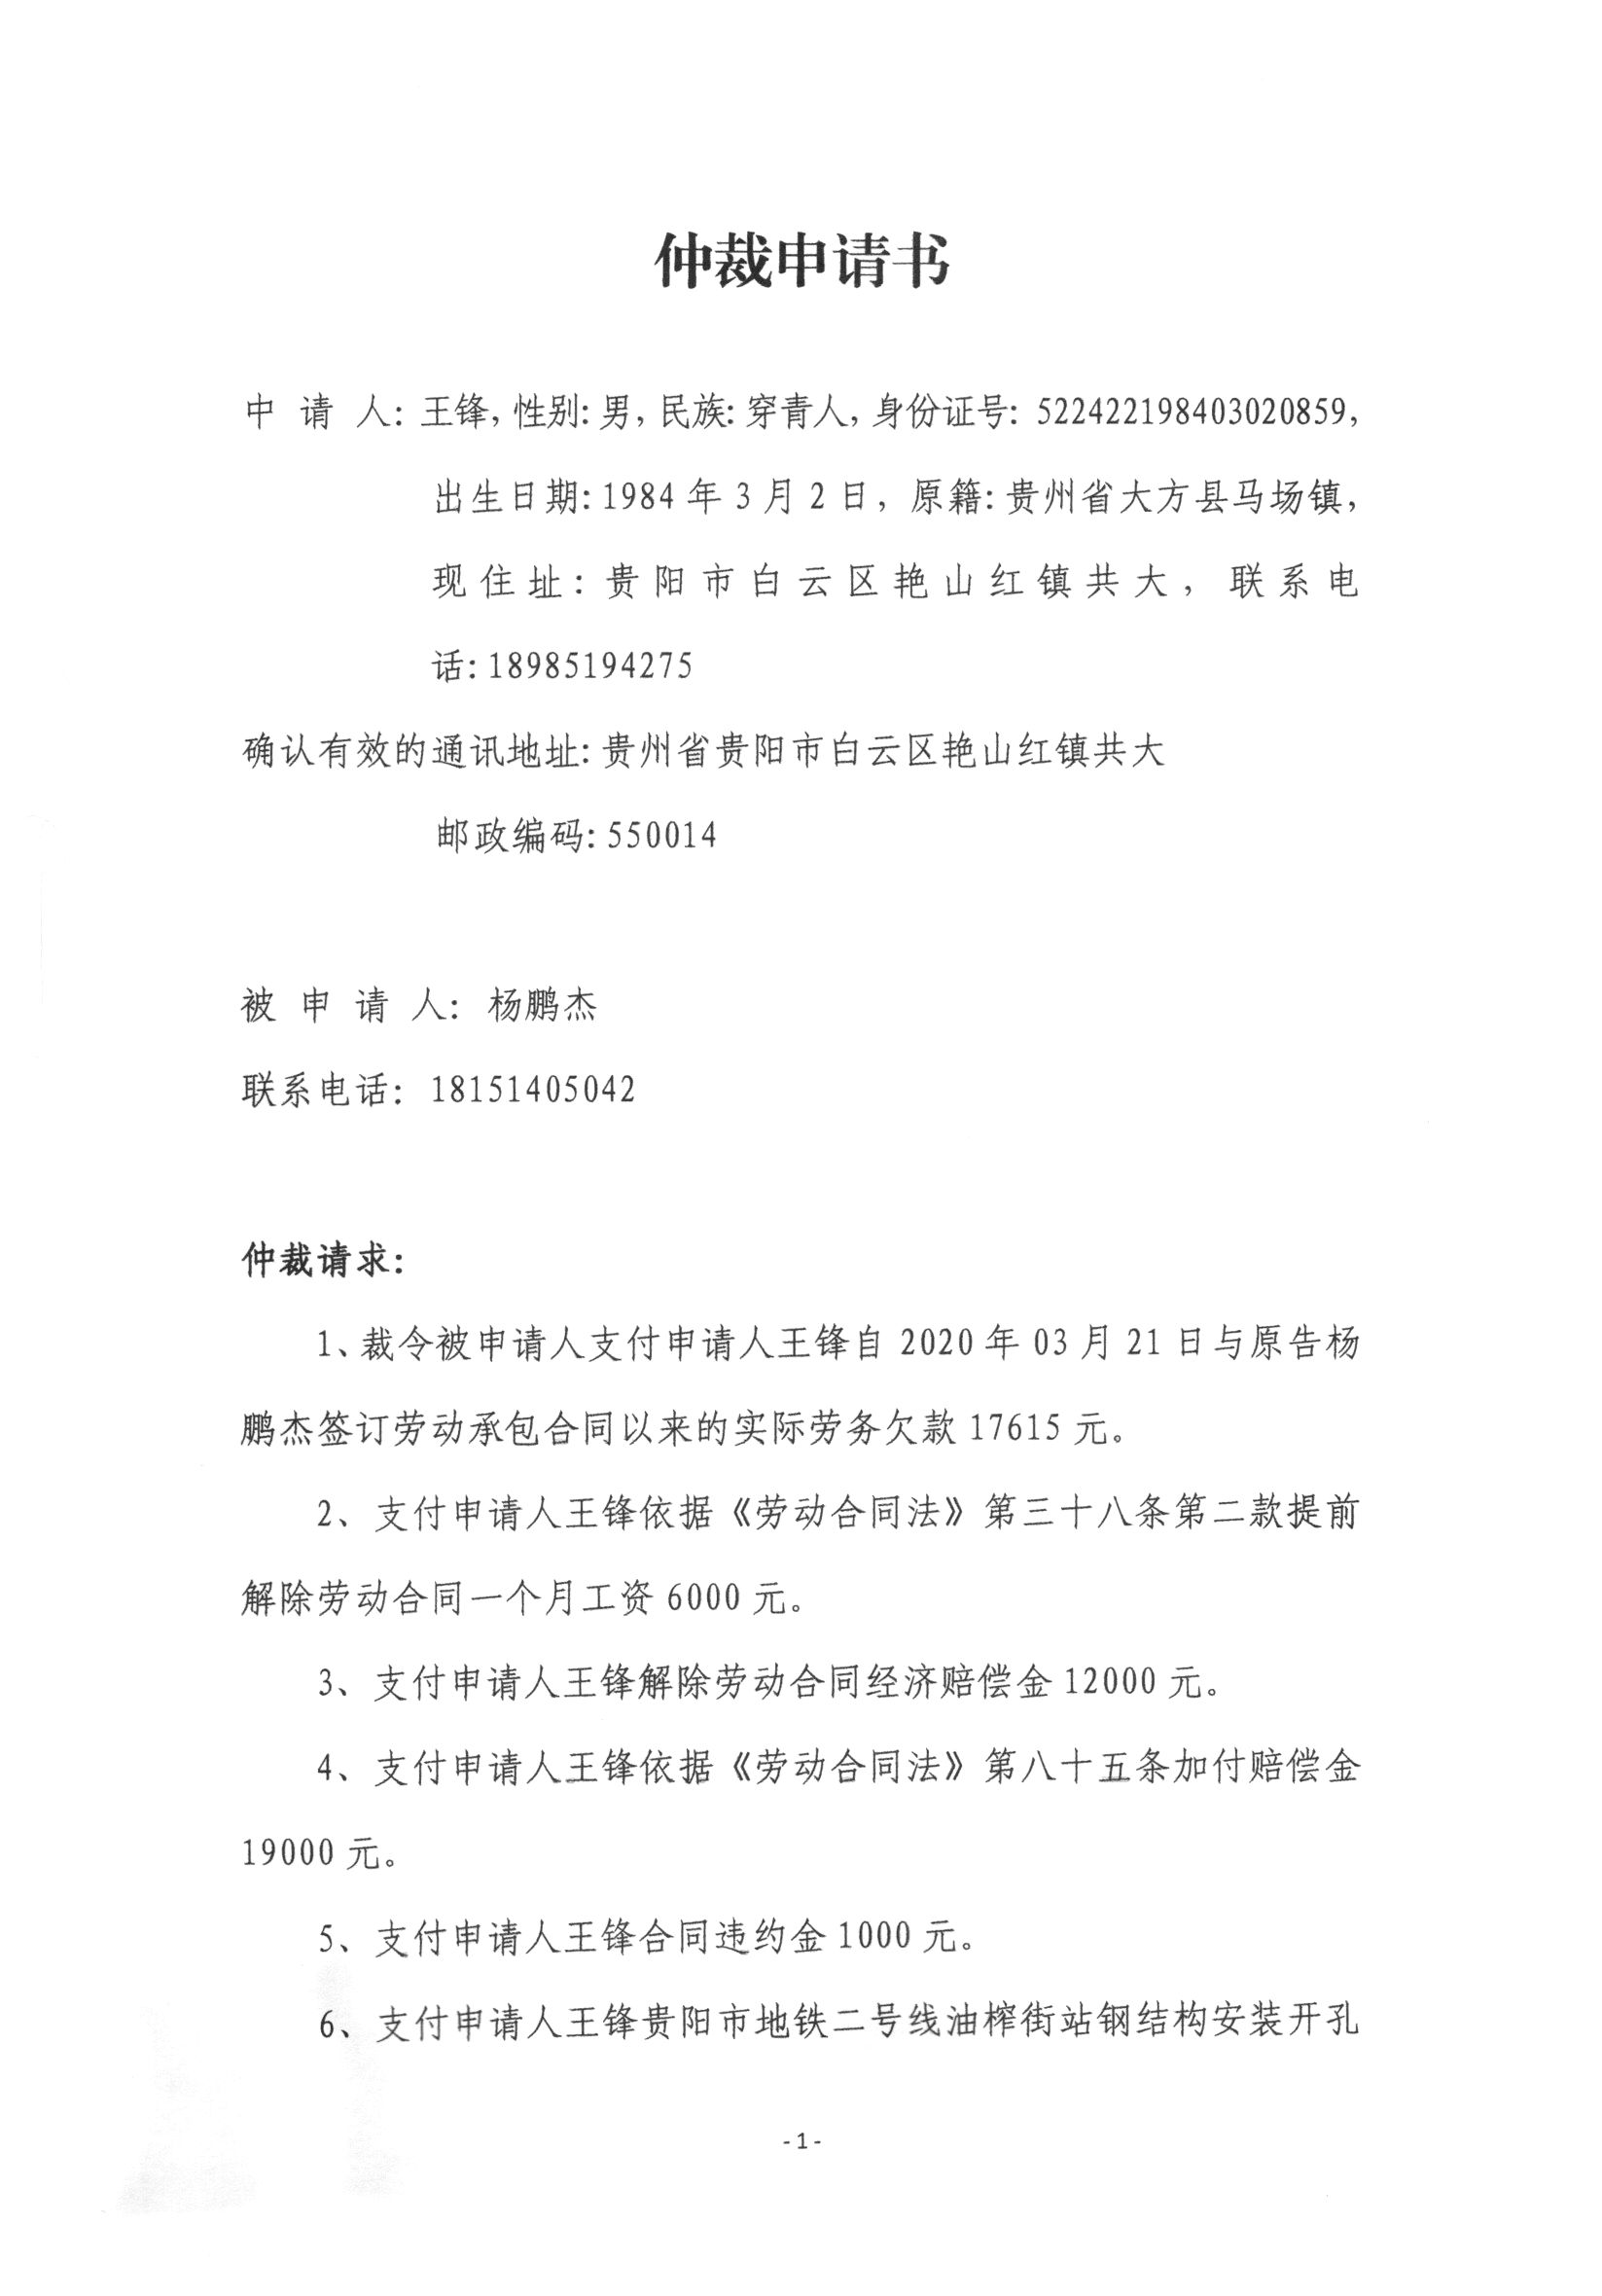 仲裁申请书
申 请 人: 王锋, 性别: 男, 民族: 穿青人, 身份证号: 522422198403020859,
出生日期: 1984 年 3 月 2 日, 原籍: 贵州省大方县马场镇,
现住址: 贵阳市白云区艳山红镇共大, 联系电
话: 18985194275
确认有效的通讯地址: 贵州省贵阳市白云区艳山红镇共大
邮政编码: 550014
被 申 请 人: 杨鹏杰
联系电话: 18151405042
仲裁请求:
1、裁令被申请人支付申请人王锋自 2020 年 03 月 21 日与原告杨
鹏杰签订劳动承包合同以来的实际劳务欠款 17615 元。
2、支付申请人王锋依据《劳动合同法》第三十八条第二款提前
解除劳动合同一个月工资 6000 元。
3、支付申请人王锋解除劳动合同经济赔偿金 12000 元。
4、支付申请人王锋依据《劳动合同法》第八十五条加付赔偿金
19000 元。
5、支付申请人王锋合同违约金 1000 元。
6、支付申请人王锋贵阳市地铁二号线油榨街站钢结构安装开孔
- 1 -